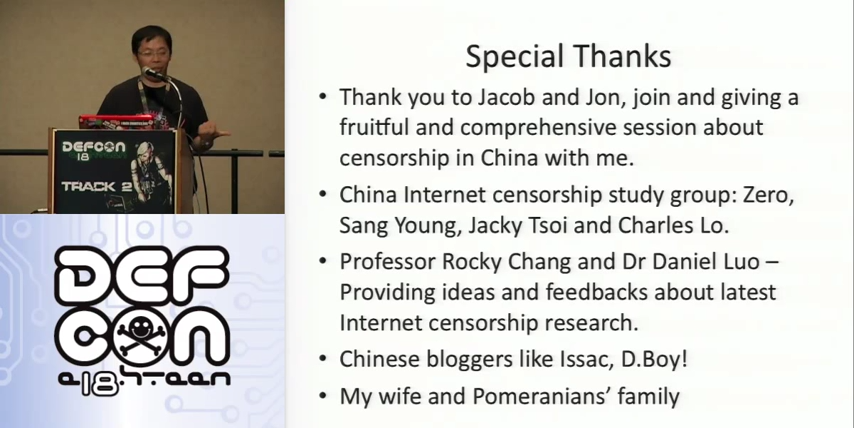 DEFCON
18
TRACK 2
DEF
CON
e18hteen
Special Thanks
• Thank you to Jacob and Jon, join and giving a
fruitful and comprehensive session about
censorship in China with me.
• China Internet censorship study group: Zero,
Sang Young, Jacky Tsoi and Charles Lo.
• Professor Rocky Chang and Dr Daniel Luo –
Providing ideas and feedbacks about latest
Internet censorship research.
• Chinese bloggers like Issac, D.Boy!
• My wife and Pomeranians’ family